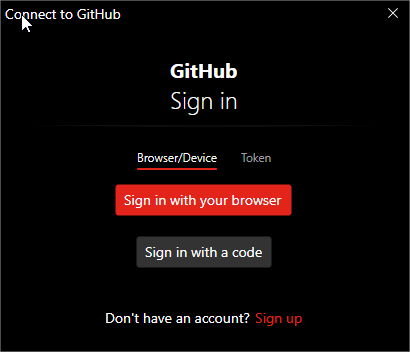 Connect to GitHub
GitHub
Sign in
Browser/Device Token
Sign in with your browser
Sign in with a code
Don't have an account? Sign up